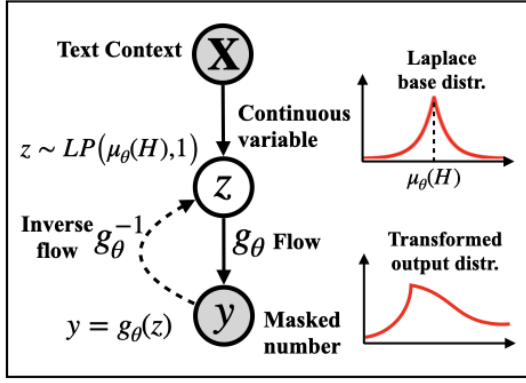 Text Context
X
Laplace
base distr.
Continuous
variable
z ∼ LP(μθ(H),1)
μθ(H)
z
Inverse
flow
gθ⁻¹
gθ Flow
Transformed
output distr.
y = gθ(z)
y
Masked
number